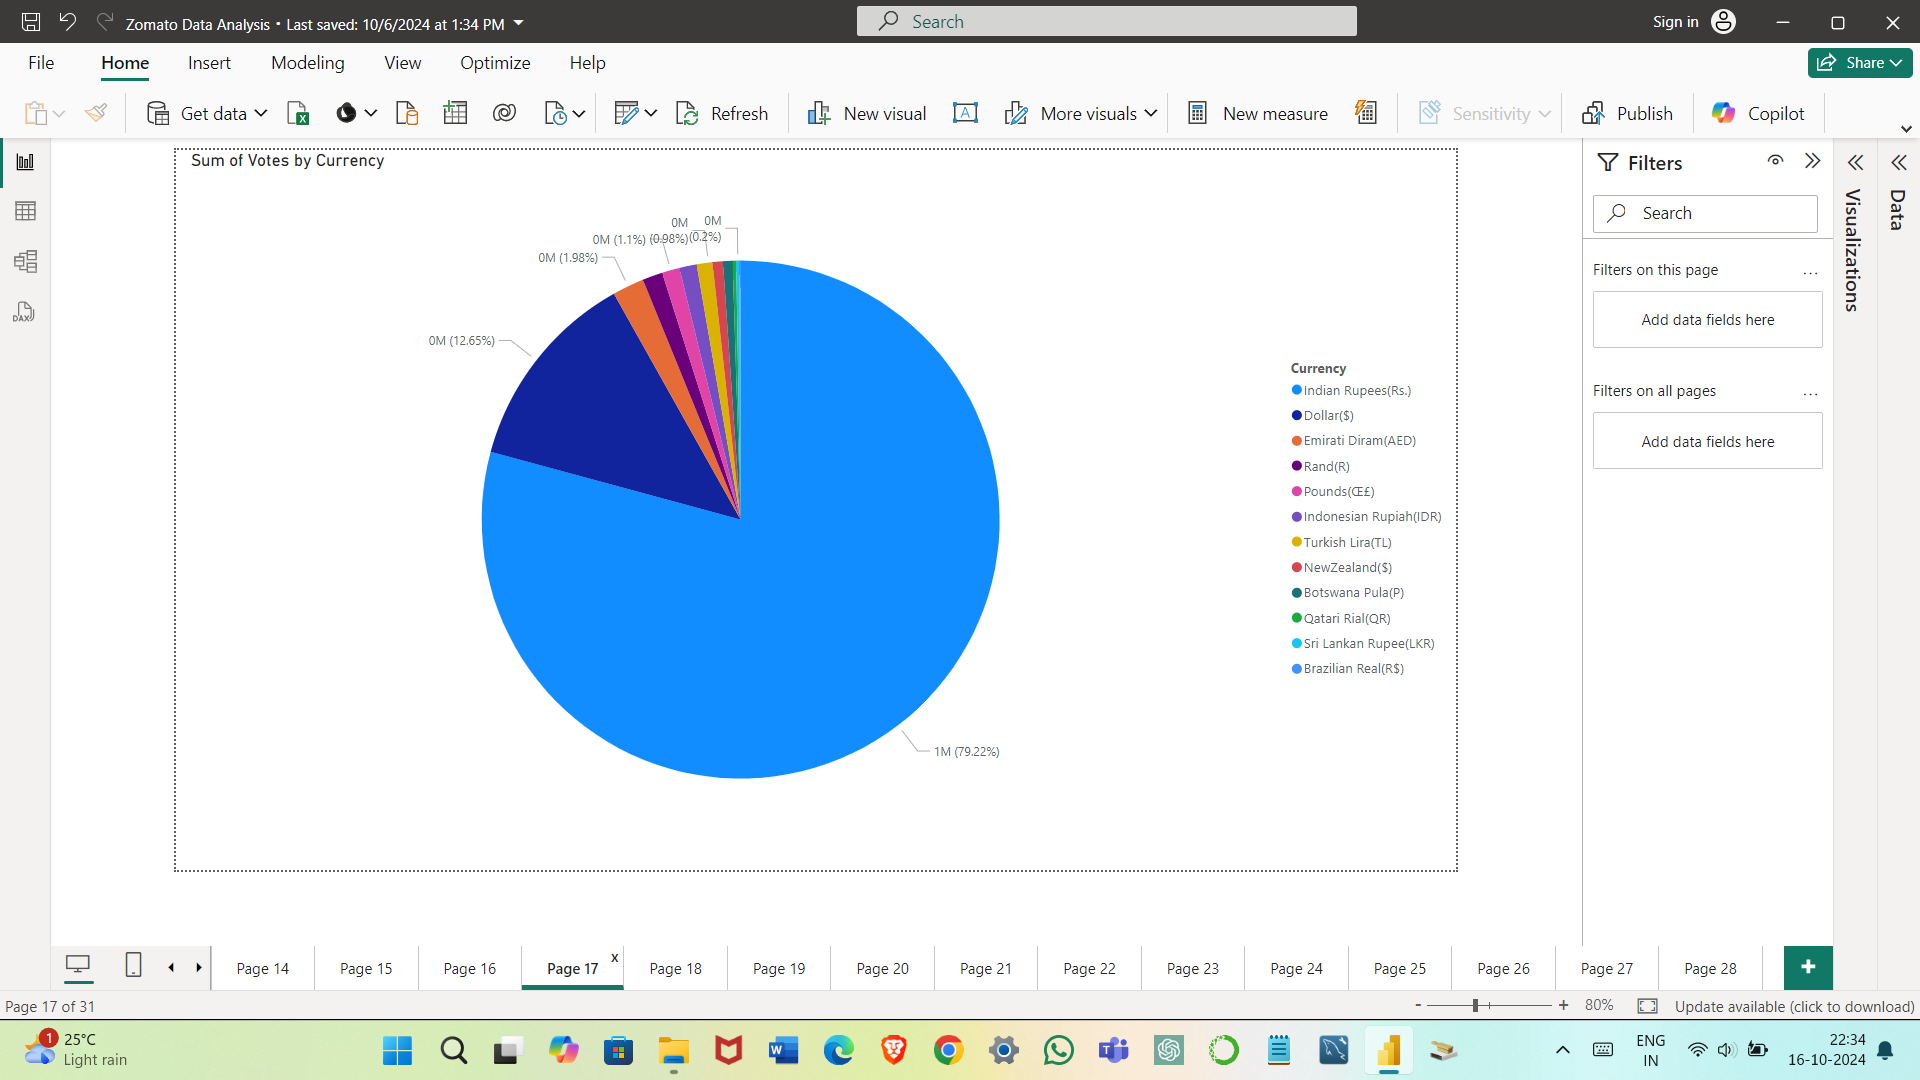 Zomato Data Analysis • Last saved: 10/6/2024 at 1:34 PM
Search
Sign in
File Home Insert Modeling View Optimize Help
Share
Get data
Refresh
New visual
More visuals
New measure
Sensitivity
Publish
Copilot
Sum of Votes by Currency
0M
0M
0M (1.1%) (0.98%) (0.2%)
0M (1.98%)
0M (12.65%)
1M (79.22%)
Currency
Indian Rupees(Rs.)
Dollar($)
Emirati Diram(AED)
Rand(R)
Pounds(Œ£)
Indonesian Rupiah(IDR)
Turkish Lira(TL)
NewZealand($)
Botswana Pula(P)
Qatari Rial(QR)
Sri Lankan Rupee(LKR)
Brazilian Real(R$)
Filters
Search
Filters on this page ...
Add data fields here
Filters on all pages ...
Add data fields here
Visualizations
Data
DAX
Page 14 Page 15 Page 16 Page 17 x Page 18 Page 19 Page 20 Page 21 Page 22 Page 23 Page 24 Page 25 Page 26 Page 27 Page 28 +
Page 17 of 31
- + 80%
Update available (click to download)
1
25°C
Light rain
ENG
IN
22:34
16-10-2024